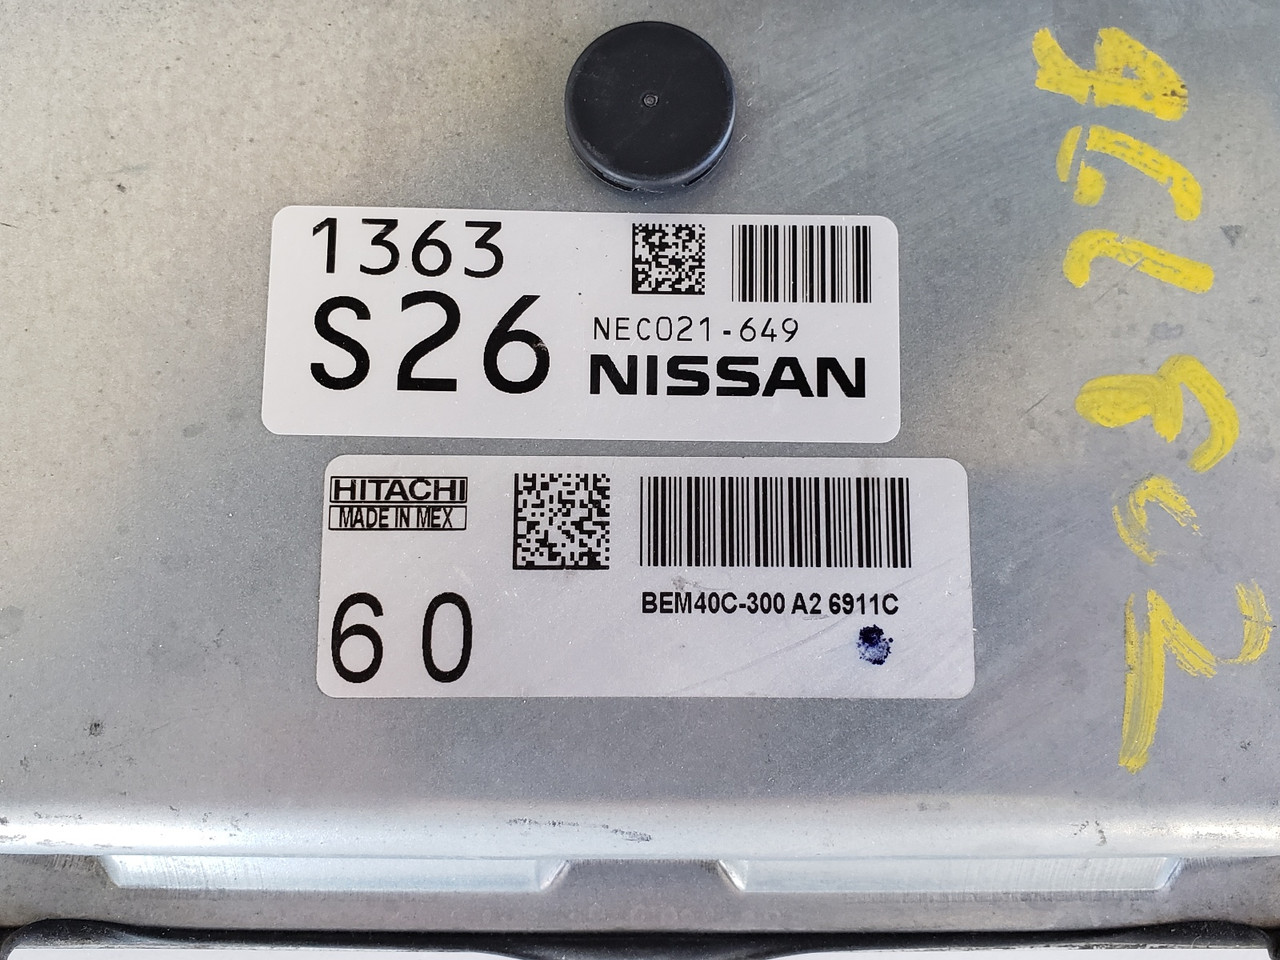 1363
S26
NEC021-649
NISSAN
HITACHI
MADE IN MEX
60
BEM40C-300 A2 6911C